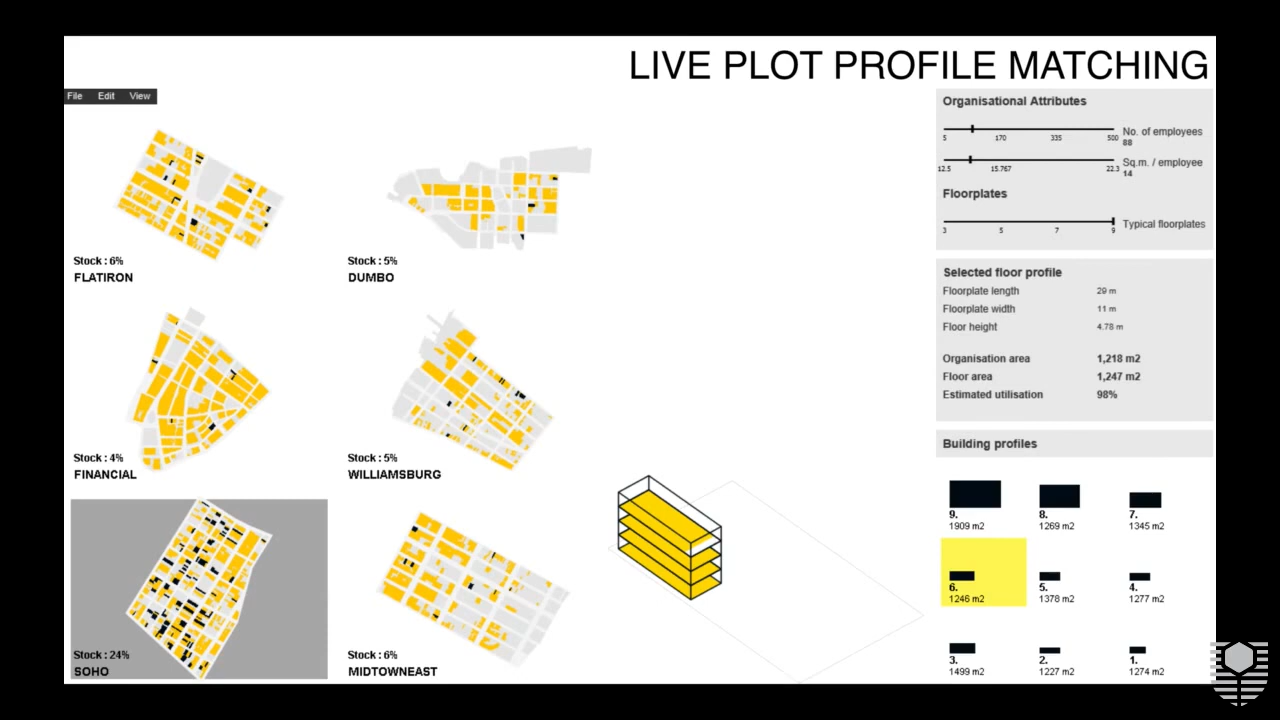 LIVE PLOT PROFILE MATCHING
File Edit View
Stock : 6%
FLATIRON
Stock : 5%
DUMBO
Stock : 4%
FINANCIAL
Stock : 5%
WILLIAMSBURG
Stock : 24%
SOHO
Stock : 6%
MIDTOWNEAST
Organisational Attributes
5 170 335 500 No. of employees
88
12.5 15.767 22.3 Sq.m. / employee
14
Floorplates
3 5 7 9 Typical floorplates
Selected floor profile
Floorplate length 29 m
Floorplate width 11 m
Floor height 4.78 m
Organisation area 1,218 m2
Floor area 1,247 m2
Estimated utilisation 98%
Building profiles
9. 8. 7.
1909 m2 1269 m2 1345 m2
6. 5. 4.
1246 m2 1378 m2 1277 m2
3. 2. 1.
1499 m2 1227 m2 1274 m2